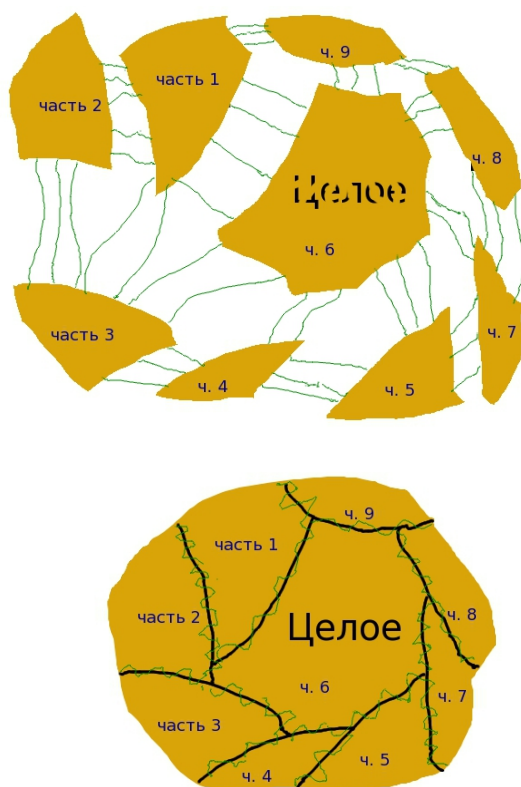 ч. 9
часть 1
часть 2
ч. 8
Целое
ч. 6
часть 3
ч. 7
ч. 4
ч. 5
ч. 9
часть 1
ч. 8
часть 2
Целое
ч. 6
ч. 7
часть 3
ч. 5
ч. 4